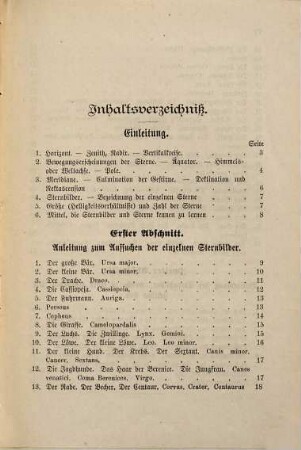 Inhaltsverzeichniß.
Einleitung.
Seite
1. Horizont. — Zenith, Nadir. — Vertikalkreise. 3
2. Bewegungserscheinungen der Sterne. — Äquator. — Himmels-
oder Weltachse. — Pole. 4
3. Meridiane. — Culmination der Gestirne. — Deklination und
Rektascension 6
4. Sternbilder. — Bezeichnung der einzelnen Sterne 6
5. Größe (Helligkeitsverhältniß) und Zahl der Sterne 7
6. Mittel, die Sternbilder und Sterne kennen zu lernen 8
Erster Abschnitt.
Anleitung zum Aufsuchen der einzelnen Sternbilder.
1. Der große Bär. Ursa major. 9
2. Der kleine Bär. Ursa minor. 10
3. Der Drache. Draco. 11
4. Die Cassiopeja. Cassiopeia. 12
5. Der Fuhrmann. Auriga. 13
6. Perseus 13
7. Cepheus 14
8. Die Giraffe. Camelopardalis 15
9. Der Luchs. Die Zwillinge. Lynx. Gemini. 15
10. Der Löwe. Der kleine Löwe. Leo. Leo minor. 16
11. Der kleine Hund. Der Krebs. Der Sextant. Canis minor.
Cancer. Sextans. 17
12. Die Jagdhunde. Das Haar der Berenice. Die Jungfrau. Canes
venatici. Coma Berenices. Virgo. 17
13. Der Rabe. Der Becher. Der Centaur. Corvus. Crater. Centaurus 18